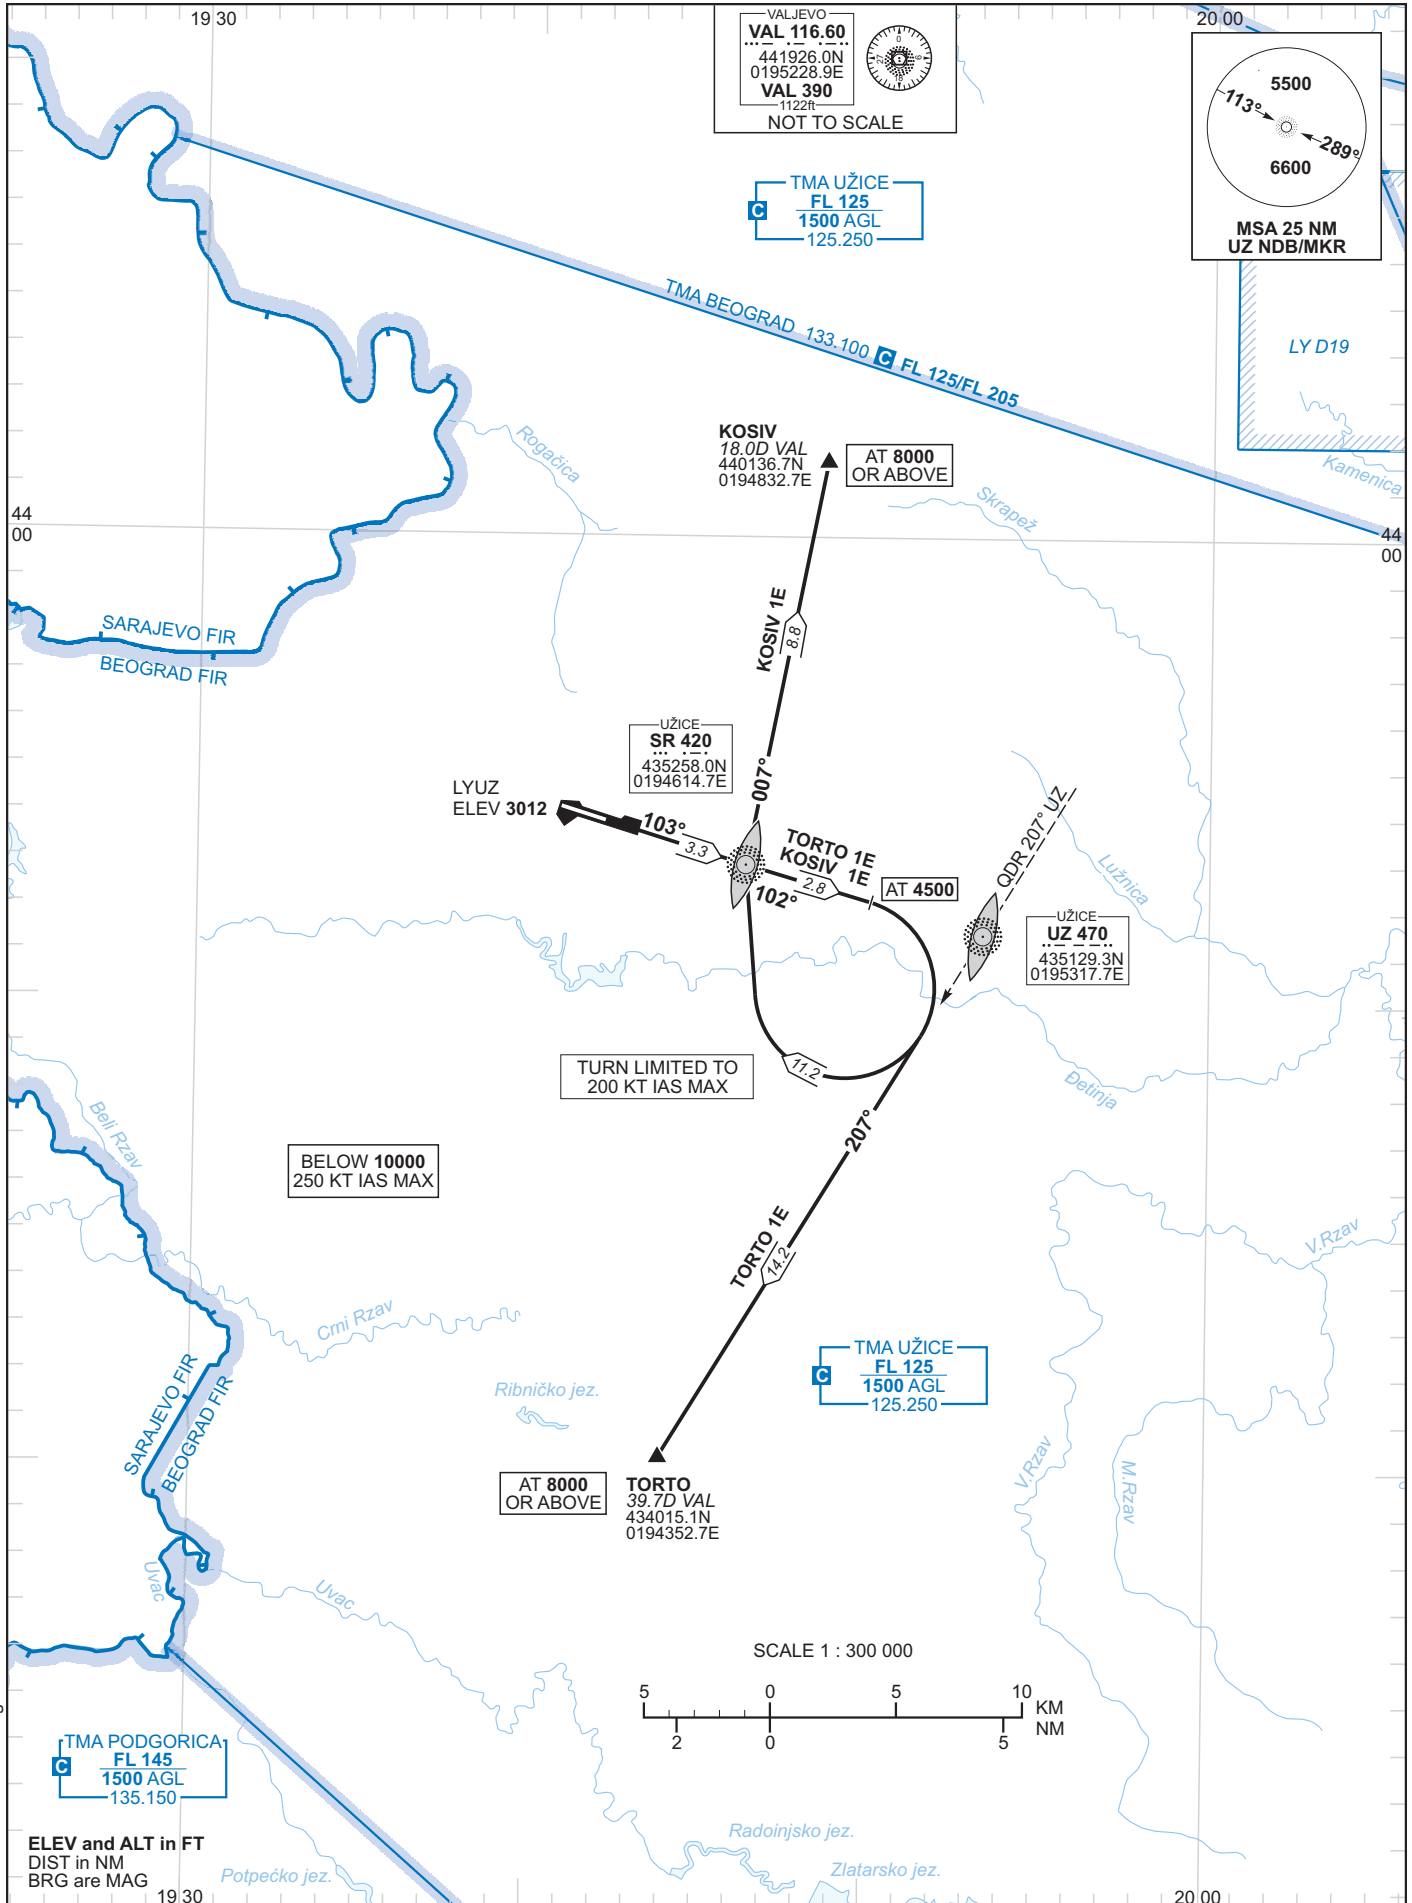 19 30
20 00
VALJEVO
VAL 116.60
441926.0N
0195228.9E
VAL 390
1122ft
NOT TO SCALE
0
9
18
27
5500
113°
289°
6600
MSA 25 NM
UZ NDB/MKR
TMA UŽICE
C
FL 125
1500 AGL
125.250
TMA BEOGRAD 133.100 C FL 125/FL 205
LY D19
KOSIV
18.0D VAL
440136.7N
0194832.7E
AT 8000
OR ABOVE
Rogačica
Kamenica
Skrapež
44
00
44
00
SARAJEVO FIR
BEOGRAD FIR
KOSIV 1E
8.8
UŽICE
SR 420
435258.0N
0194614.7E
007°
LYUZ
ELEV 3012
103°
3.3
TORTO 1E
KOSIV 1E
2.8
102°
AT 4500
QDR 207° UZ
Lužnica
UŽICE
UZ 470
435129.3N
0195317.7E
TURN LIMITED TO
200 KT IAS MAX
11.2
Đetinja
Beli Rzav
207°
BELOW 10000
250 KT IAS MAX
TORTO 1E
14.2
V.Rzav
Crni Rzav
TMA UŽICE
C
FL 125
1500 AGL
125.250
SARAJEVO FIR
BEOGRAD FIR
Ribničko jez.
AT 8000
OR ABOVE
TORTO
39.7D VAL
434015.1N
0194352.7E
V.Rzav
M.Rzav
Uvac
Uvac
SCALE 1 : 300 000
5 0 5 10 KM
2 0 5 NM
TMA PODGORICA
C
FL 145
1500 AGL
135.150
ELEV and ALT in FT
DIST in NM
BRG are MAG
Potpećko jez.
Radoinjsko jez.
Zlatarsko jez.
19 30
20 00